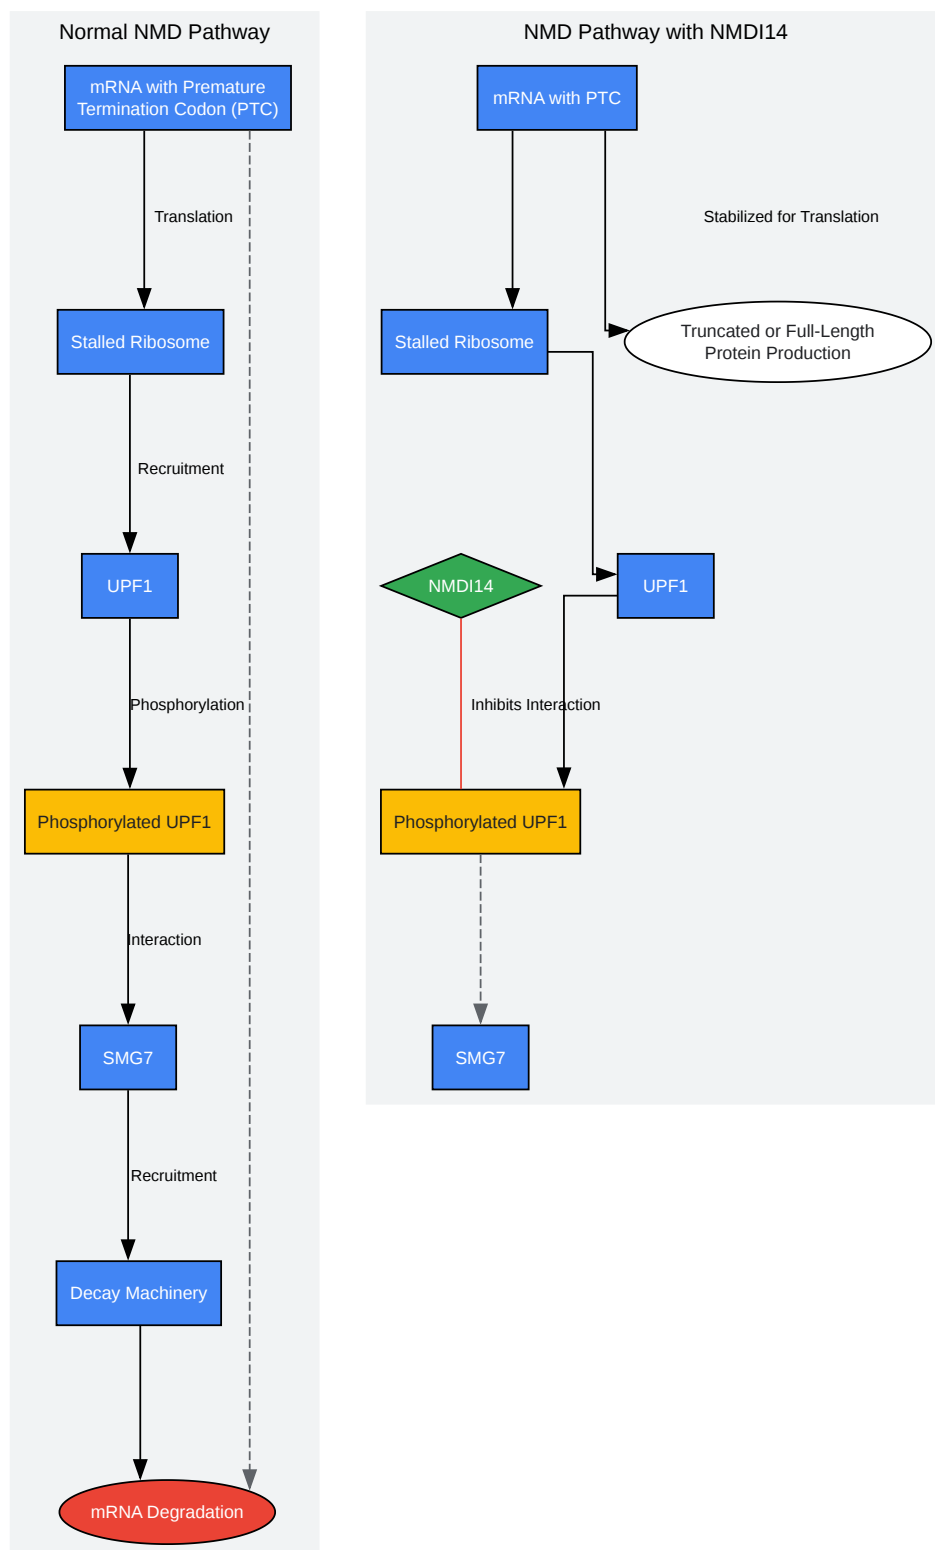 Normal NMD Pathway
mRNA with Premature
Termination Codon (PTC)
Translation
Stalled Ribosome
Recruitment
UPF1
Phosphorylation
Phosphorylated UPF1
Interaction
SMG7
Recruitment
Decay Machinery
mRNA Degradation
NMD Pathway with NMDI14
mRNA with PTC
Stabilized for Translation
Stalled Ribosome
Truncated or Full-Length
Protein Production
NMDI14
UPF1
Inhibits Interaction
Phosphorylated UPF1
SMG7